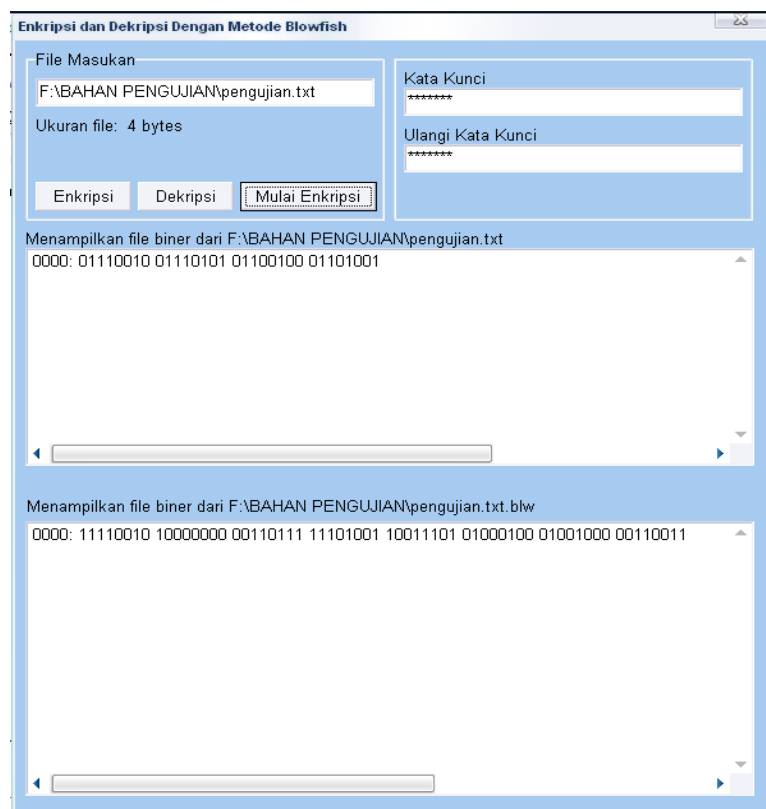 Enkripsi dan Dekripsi Dengan Metode Blowfish
File Masukan
F:\BAHAN PENGUJIAN\pengujian.txt
Ukuran file: 4 bytes
Enkripsi Dekripsi Mulai Enkripsi
Kata Kunci
*******
Ulangi Kata Kunci
*******
Menampilkan file biner dari F:\BAHAN PENGUJIAN\pengujian.txt
0000: 01110010 01110101 01100100 01101001
Menampilkan file biner dari F:\BAHAN PENGUJIAN\pengujian.txt.blw
0000: 11110010 10000000 00110111 11101001 10011101 01000100 01001000 00110011